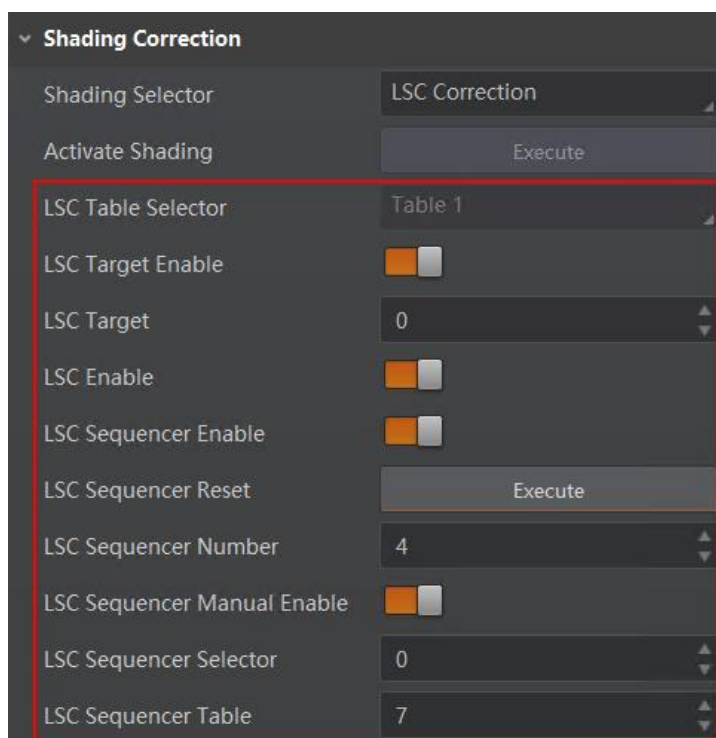 Shading Correction
Shading Selector LSC Correction
Activate Shading Execute
LSC Table Selector Table 1
LSC Target Enable
LSC Target 0
LSC Enable
LSC Sequencer Enable
LSC Sequencer Reset Execute
LSC Sequencer Number 4
LSC Sequencer Manual Enable
LSC Sequencer Selector 0
LSC Sequencer Table 7